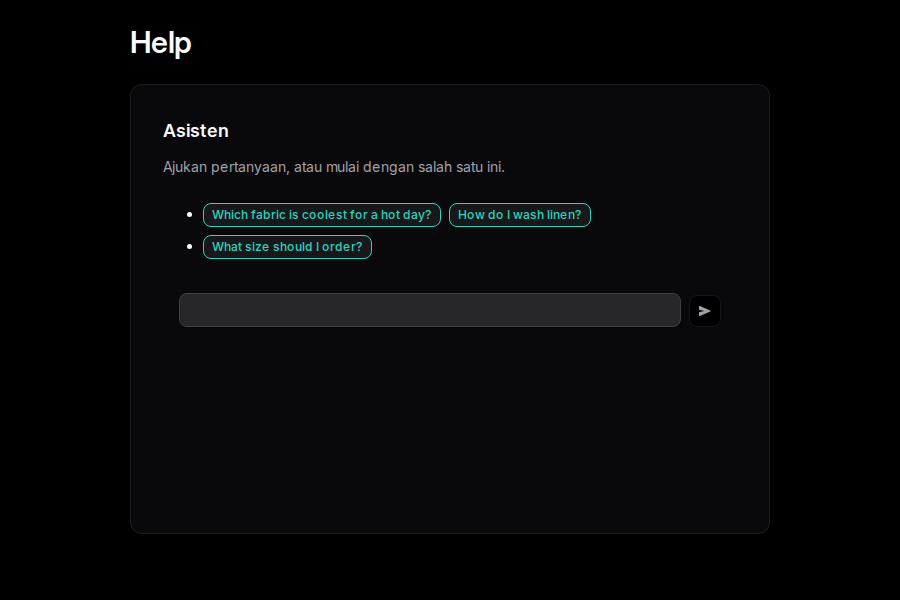 Help
Asisten
Ajukan pertanyaan, atau mulai dengan salah satu ini.
Which fabric is coolest for a hot day? How do I wash linen?
What size should I order?